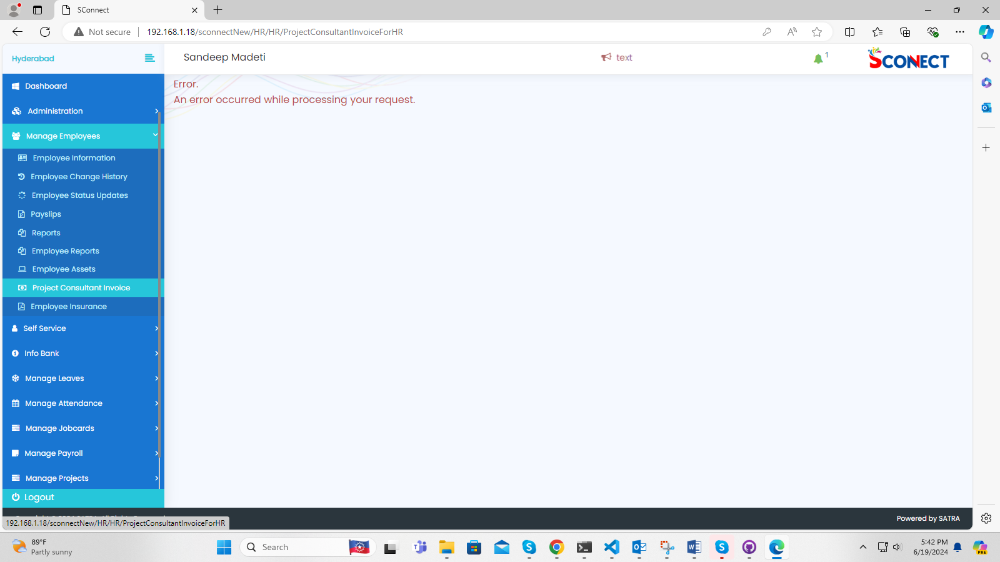 SConnect
Not secure
192.168.1.18/sconnectNew/HR/HR/ProjectConsultantInvoiceForHR
Hyderabad
Sandeep Madeti
text
1
SCONNECT
Dashboard
Administration
Manage Employees
Employee Information
Employee Change History
Employee Status Updates
Payslips
Reports
Employee Reports
Employee Assets
Project Consultant Invoice
Employee Insurance
Self Service
Info Bank
Manage Leaves
Manage Attendance
Manage Jobcards
Manage Payroll
Manage Projects
Logout
Error.
An error occurred while processing your request.
192.168.1.18/sconnectNew/HR/HR/ProjectConsultantInvoiceForHR
Powered by SATRA
89°F
Partly sunny
Search
5:42 PM
6/19/2024
PRE